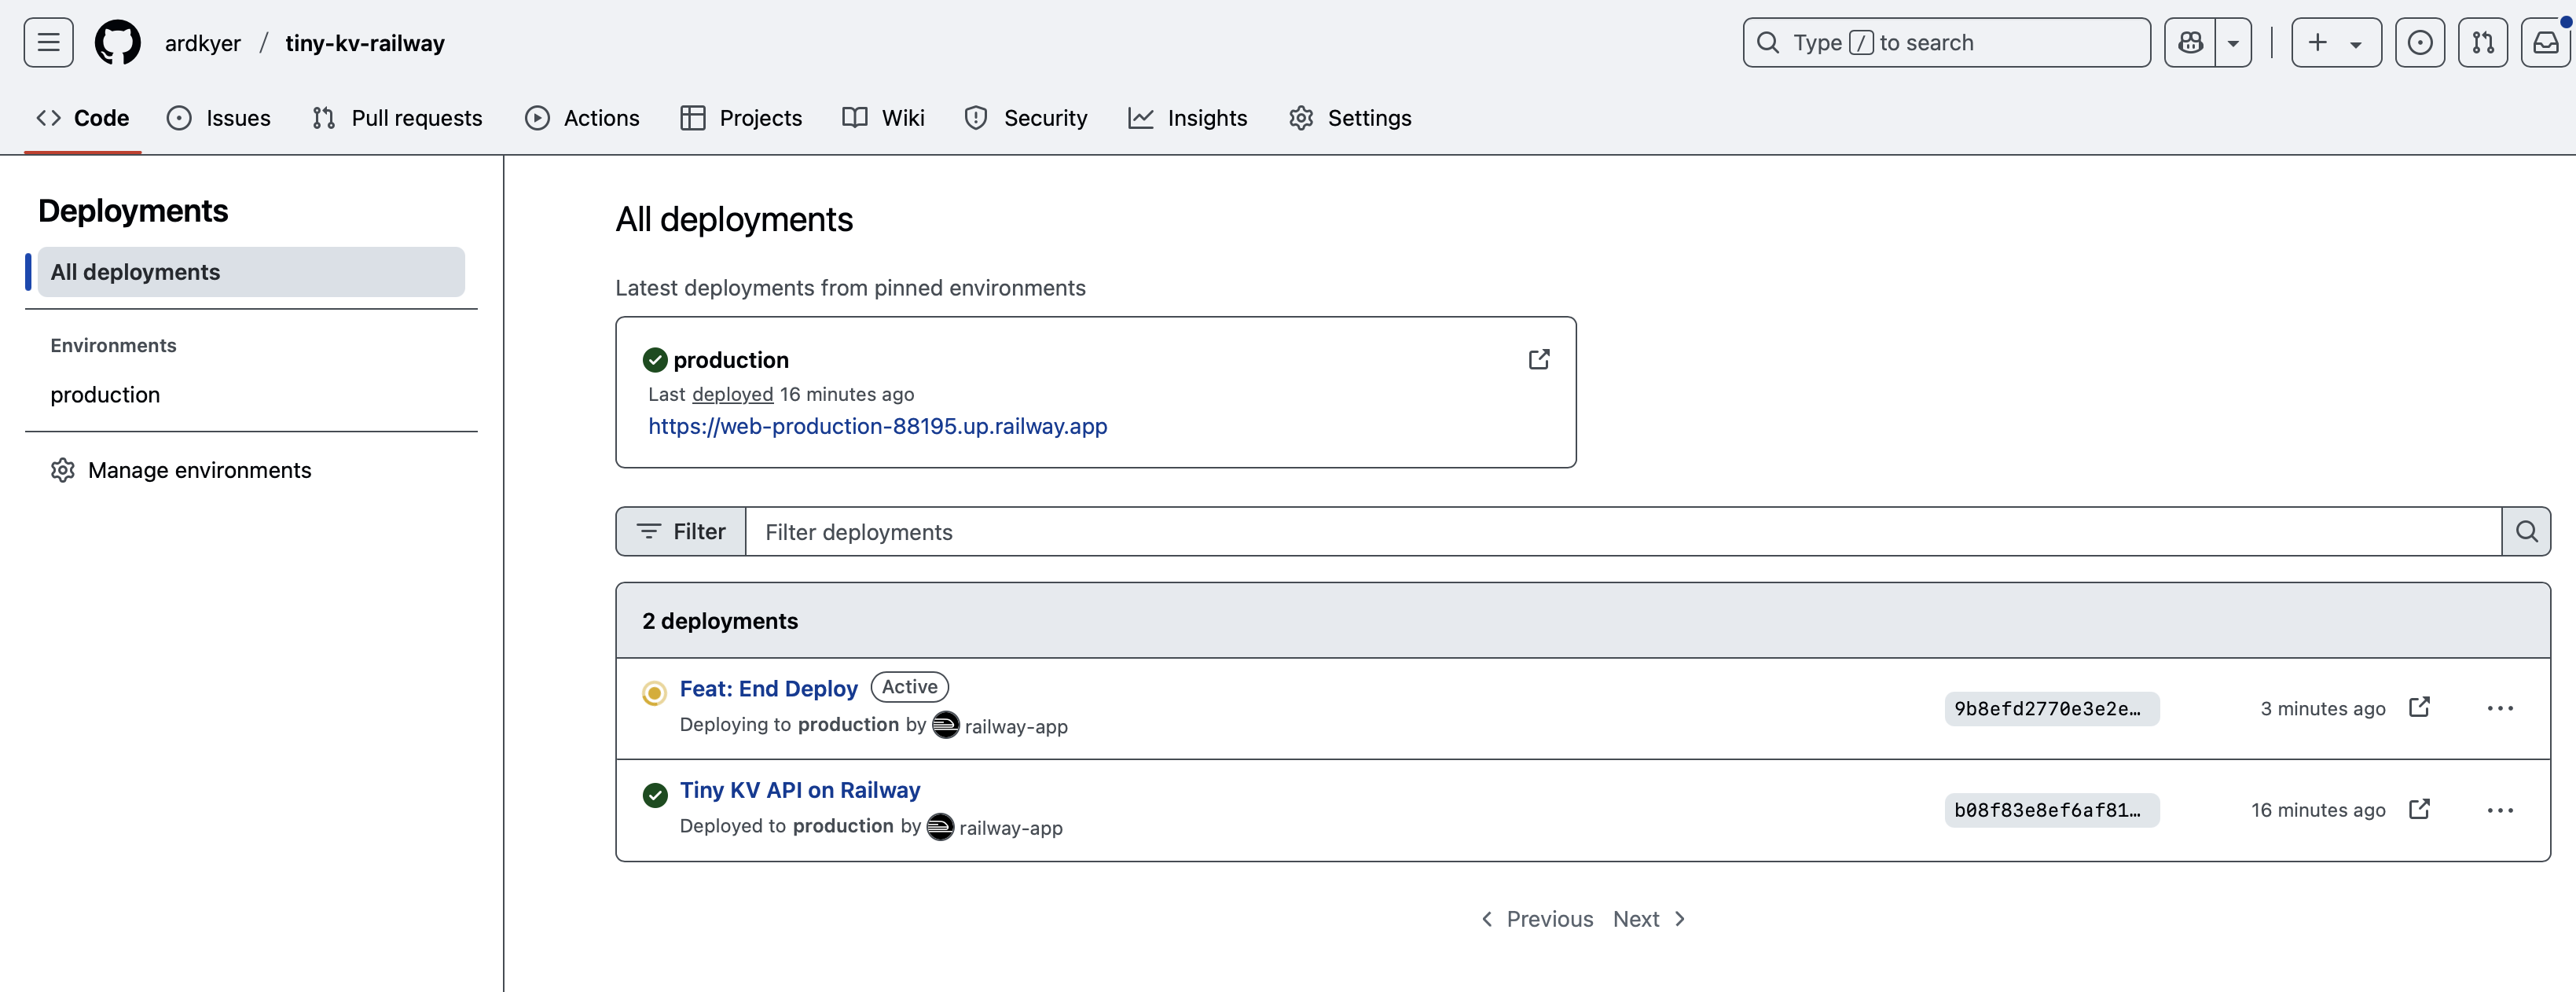 ardkyer / tiny-kv-railway
Type / to search
Code Issues Pull requests Actions Projects Wiki Security Insights Settings
Deployments
All deployments
Environments
production
Manage environments
All deployments
Latest deployments from pinned environments
production
Last deployed 16 minutes ago
https://web-production-88195.up.railway.app
Filter Filter deployments
2 deployments
Feat: End Deploy Active
Deploying to production by railway-app
9b8efd2770e3e2e… 3 minutes ago
Tiny KV API on Railway
Deployed to production by railway-app
b08f83e8ef6af81… 16 minutes ago
Previous Next